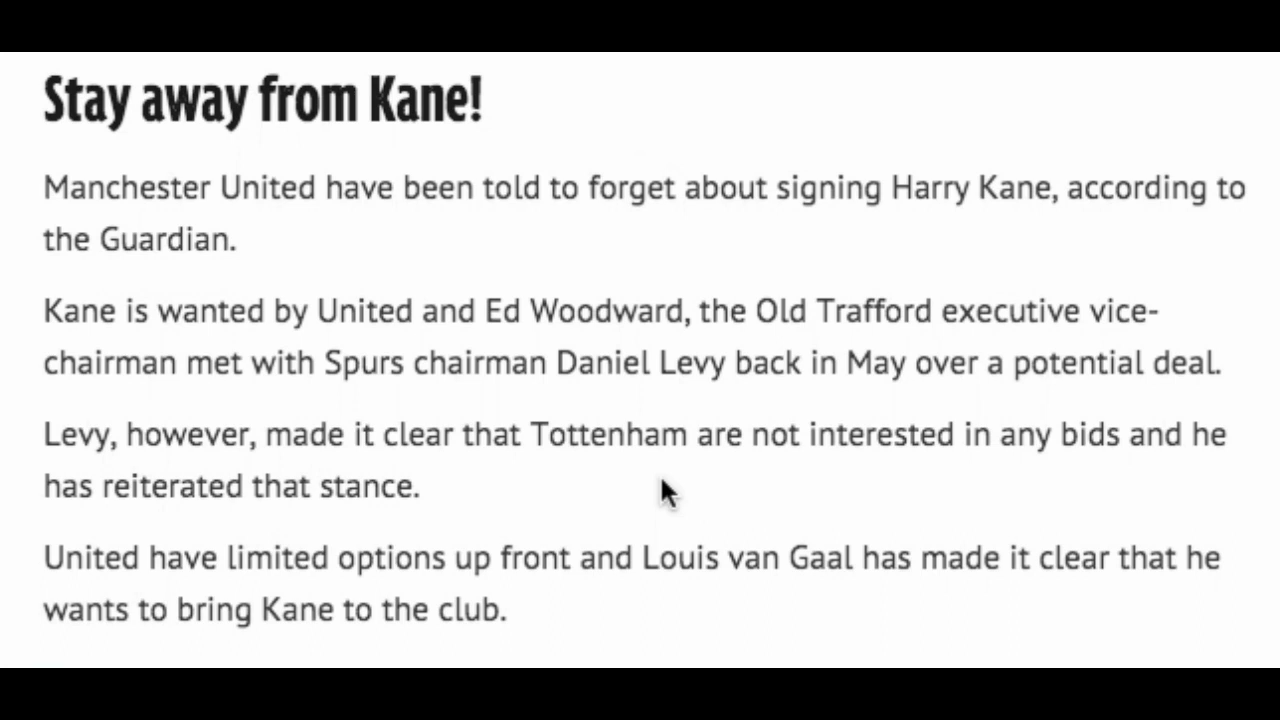 Stay away from Kane!
Manchester United have been told to forget about signing Harry Kane, according to
the Guardian.
Kane is wanted by United and Ed Woodward, the Old Trafford executive vice-
chairman met with Spurs chairman Daniel Levy back in May over a potential deal.
Levy, however, made it clear that Tottenham are not interested in any bids and he
has reiterated that stance.
United have limited options up front and Louis van Gaal has made it clear that he
wants to bring Kane to the club.